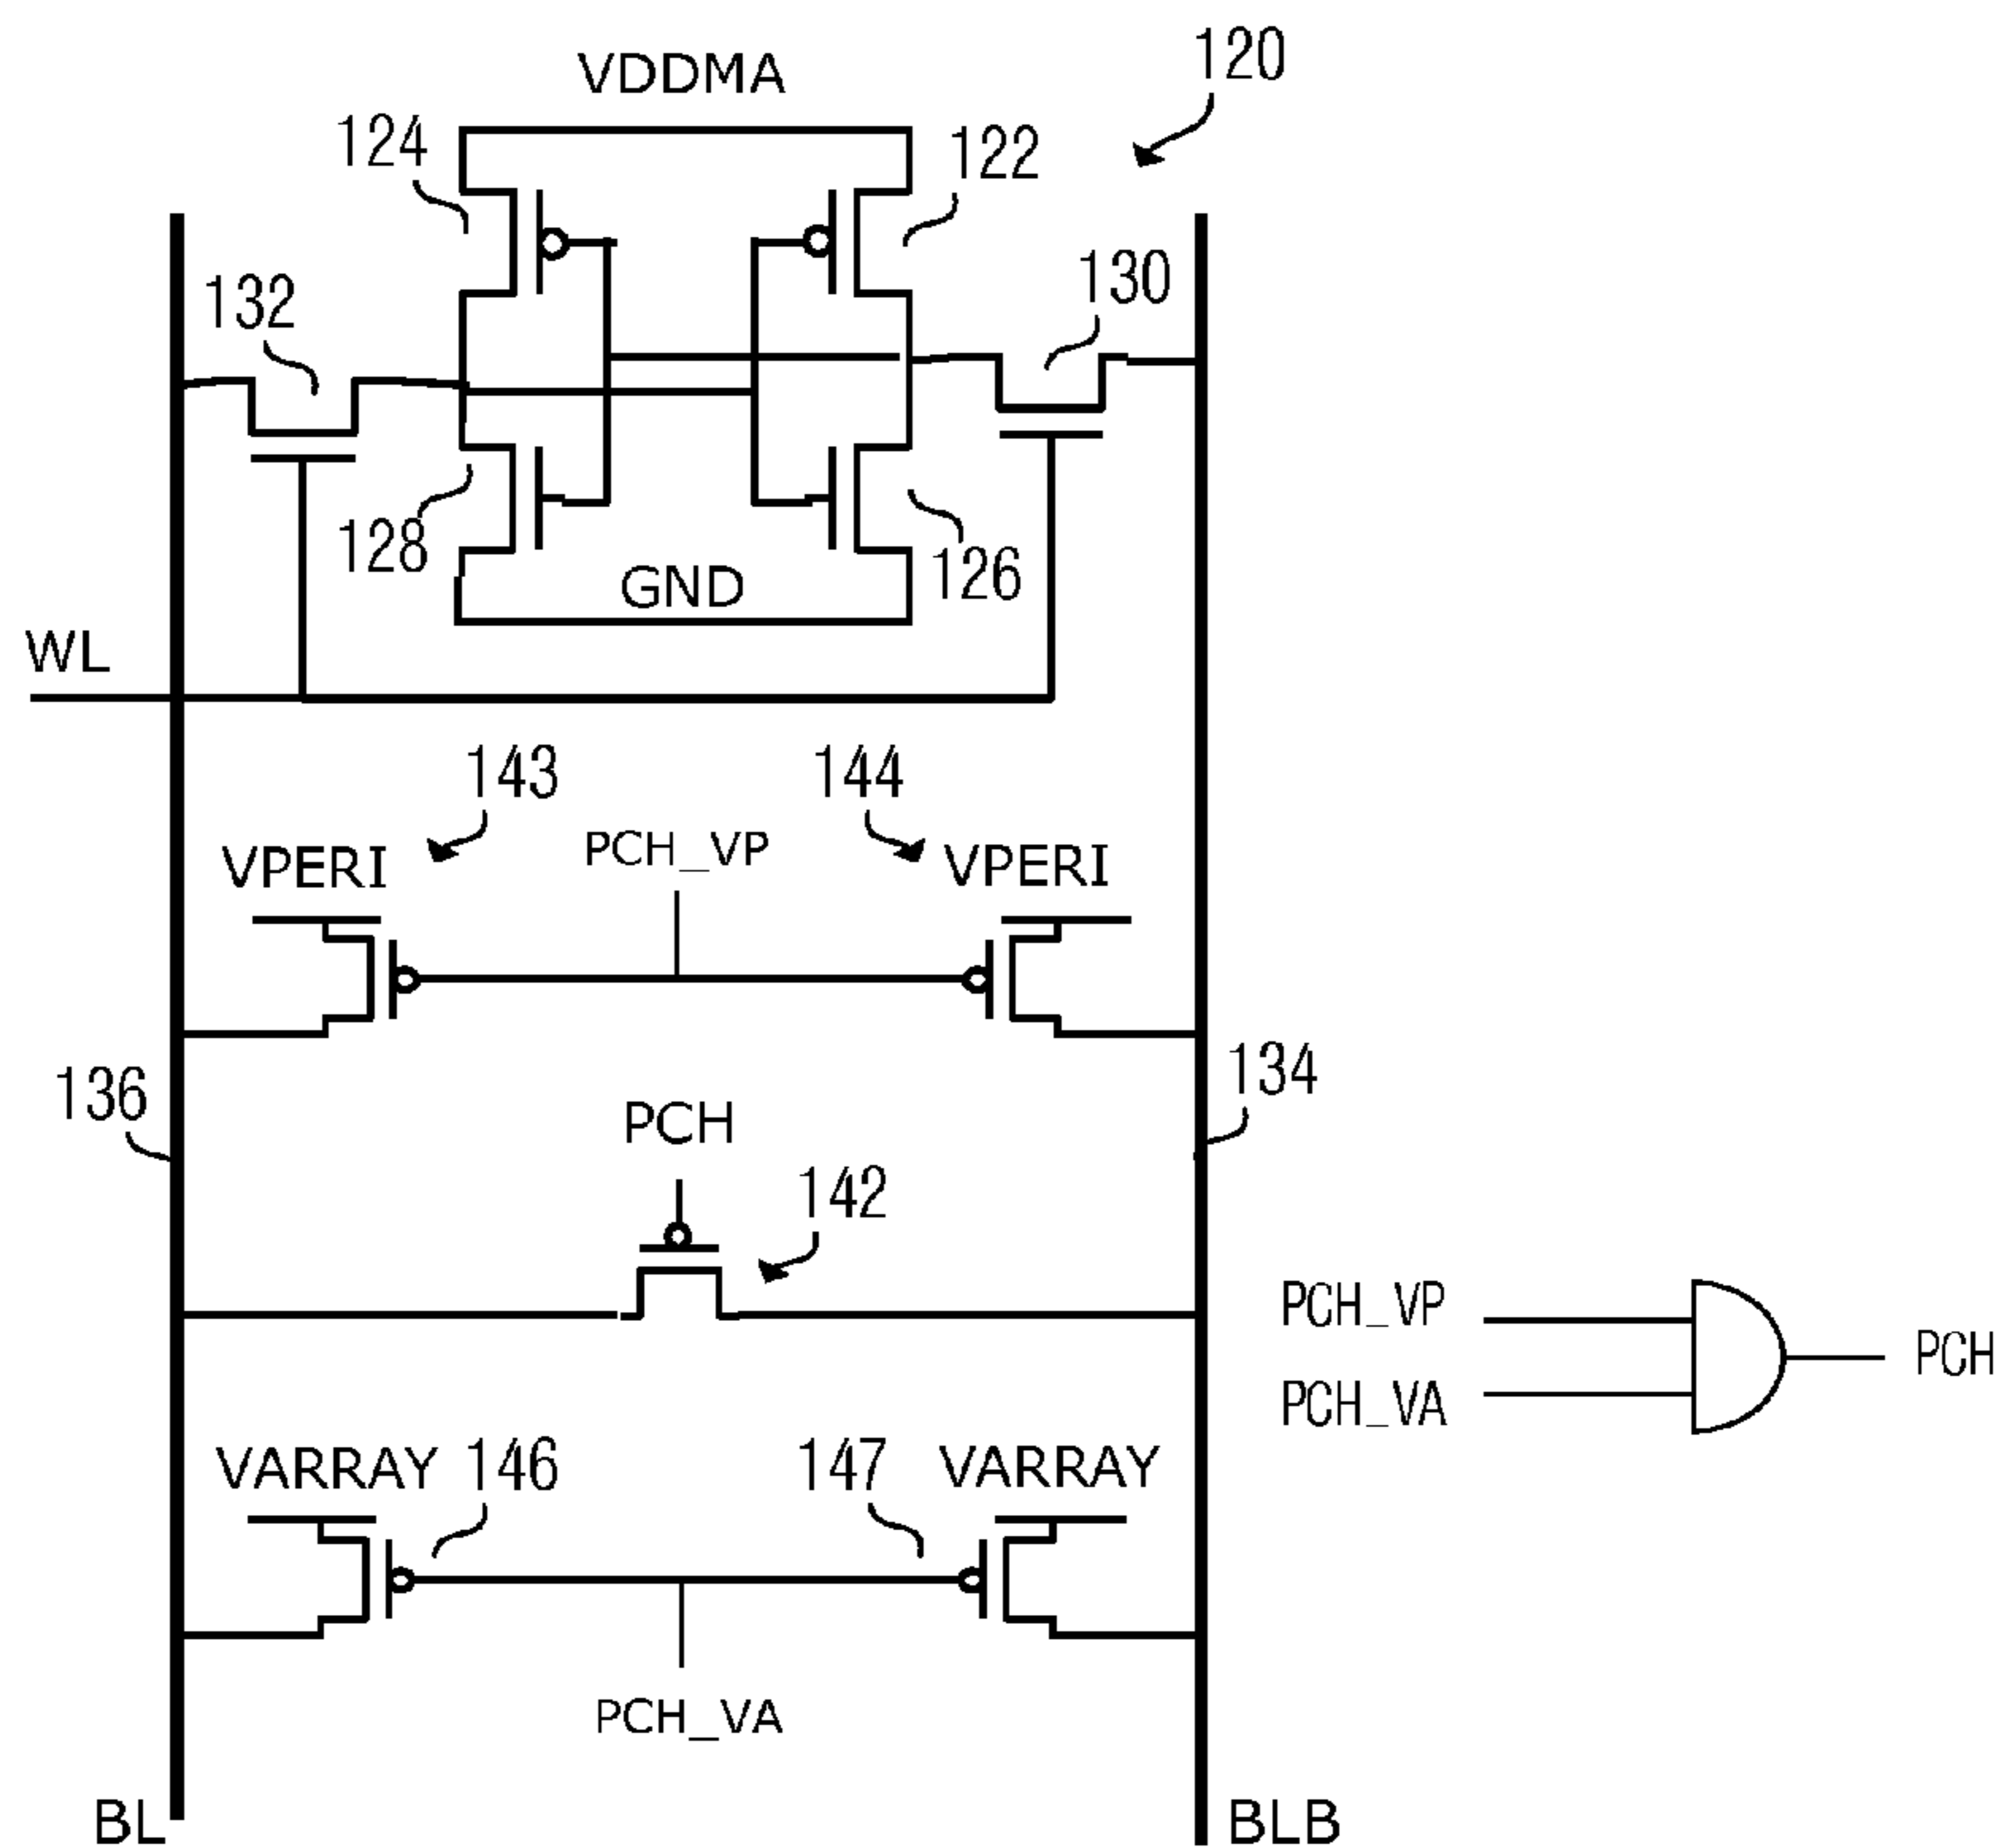 120
VDDMA
124
122
132
130
128
126
GND
WL
143
144
PCH_VP
VPERI
VPERI
136
134
PCH
142
PCH_VP
PCH
PCH_VA
VARRAY
146
147
VARRAY
PCH_VA
BL
BLB